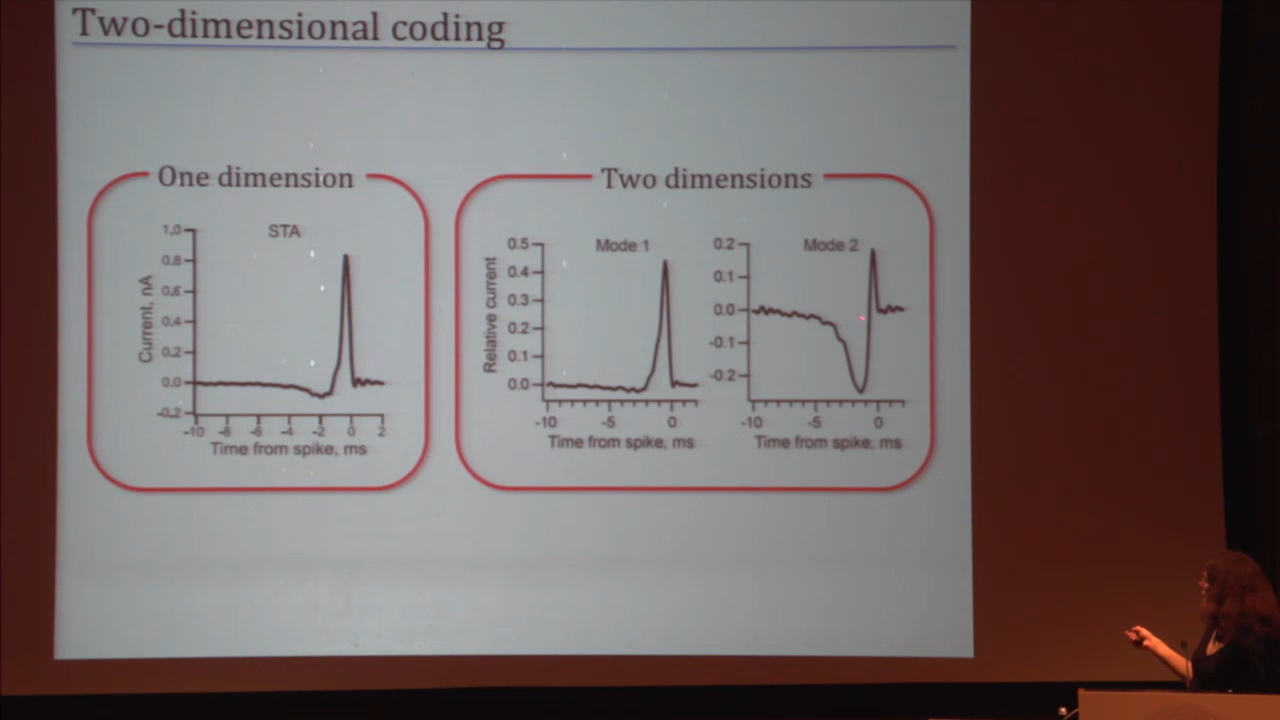 Two-dimensional coding
One dimension
STA
Current, nA
1.0
0.8
0.6
0.4
0.2
0.0
-0.2
-10 -8 -6 -4 -2 0 2
Time from spike, ms
Two dimensions
Mode 1
Relative current
0.5
0.4
0.3
0.2
0.1
0.0
-10 -5 0
Time from spike, ms
Mode 2
0.2
0.1
0.0
-0.1
-0.2
-10 -5 0
Time from spike, ms